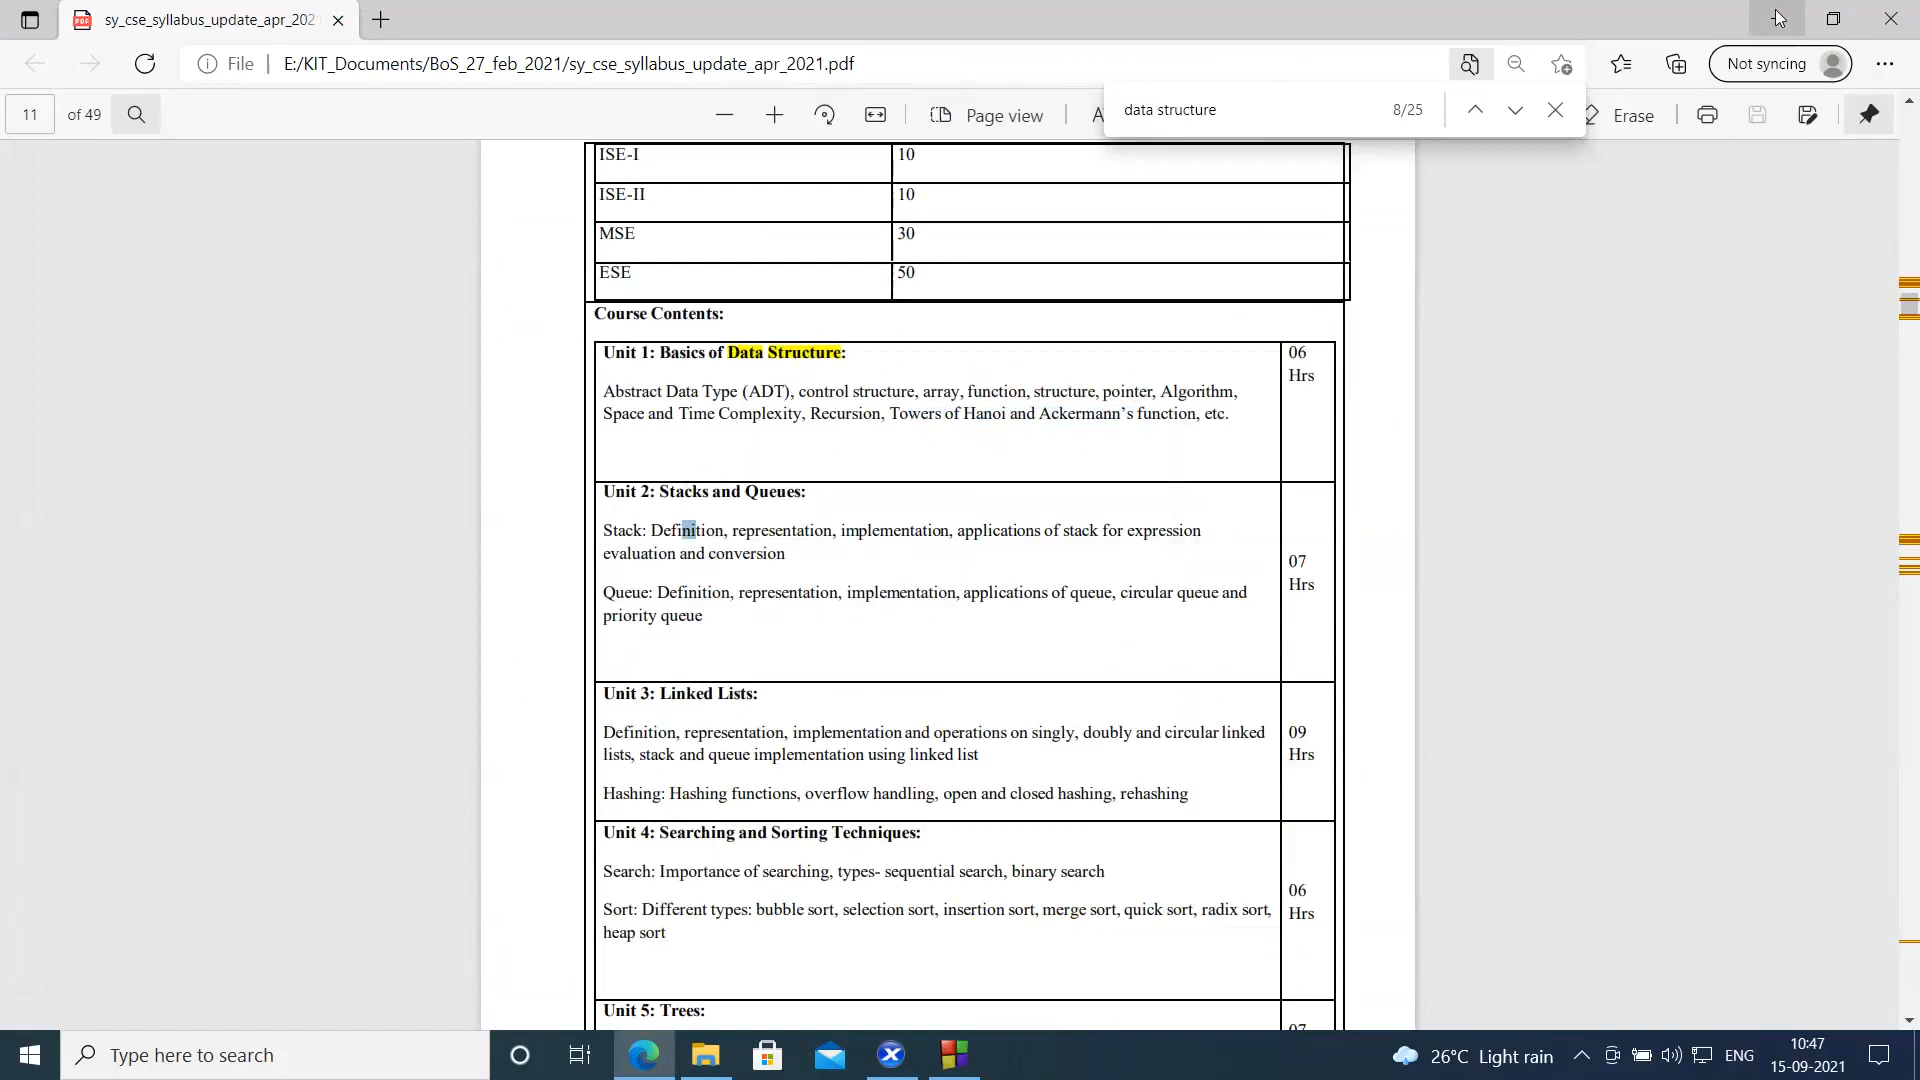 sy_cse_syllabus_update_apr_2021
File
E:/KIT_Documents/BoS_27_feb_2021/sy_cse_syllabus_update_apr_2021.pdf
Not syncing
11 of 49
Page view
Erase
data structure 8/25
ISE-I 10
ISE-II 10
MSE 30
ESE 50
Course Contents:
Unit 1: Basics of Data Structure:
06
Hrs
Abstract Data Type (ADT), control structure, array, function, structure, pointer, Algorithm,
Space and Time Complexity, Recursion, Towers of Hanoi and Ackermann’s function, etc.
Unit 2: Stacks and Queues:
Stack: Definition, representation, implementation, applications of stack for expression
evaluation and conversion
07
Hrs
Queue: Definition, representation, implementation, applications of queue, circular queue and
priority queue
Unit 3: Linked Lists:
Definition, representation, implementation and operations on singly, doubly and circular linked
lists, stack and queue implementation using linked list
09
Hrs
Hashing: Hashing functions, overflow handling, open and closed hashing, rehashing
Unit 4: Searching and Sorting Techniques:
Search: Importance of searching, types- sequential search, binary search
06
Hrs
Sort: Different types: bubble sort, selection sort, insertion sort, merge sort, quick sort, radix sort,
heap sort
Unit 5: Trees:
07
Type here to search
26°C Light rain
ENG
10:47
15-09-2021